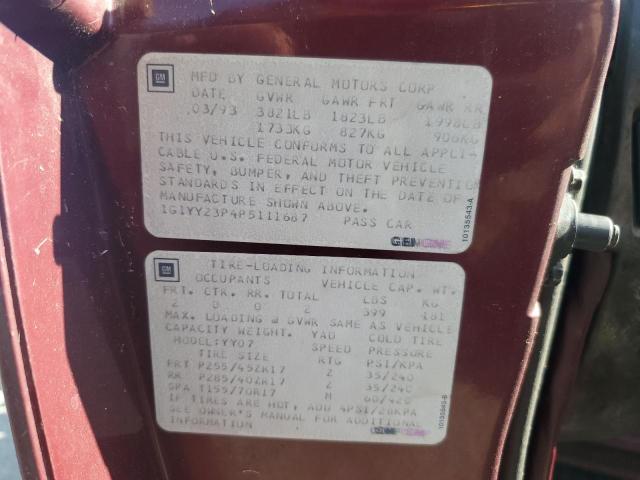 GM MFD BY GENERAL MOTORS CORP
DATE GVWR GAWR FRT GAWR RR
03/93 3821LB 1823LB 1998LB
1733KG 827KG 906KG
THIS VEHICLE CONFORMS TO ALL APPLI-
CABLE U.S. FEDERAL MOTOR VEHICLE
SAFETY, BUMPER, AND THEFT PREVENTION
STANDARDS IN EFFECT ON THE DATE OF
MANUFACTURE SHOWN ABOVE.
1G1YY23P4P5111687 PASS CAR
10135543-A
GM TIRE-LOADING INFORMATION
OCCUPANTS VEHICLE CAP. WT.
FRT. CTR. RR. TOTAL LBS KG
2 0 0 2 399 181
MAX. LOADING @ GVWR SAME AS VEHICLE
CAPACITY WEIGHT. YAD COLD TIRE
MODEL:YY07 SPEED PRESSURE
TIRE SIZE RTG PSI/KPA
FRT P255/45ZR17 Z 35/240
RR P285/40ZR17 Z 35/240
SPA T155/70R17 M 60/420
IF TIRES ARE HOT, ADD 4PSI/28KPA
SEE OWNER'S MANUAL FOR ADDITIONAL
INFORMATION
10135545-B